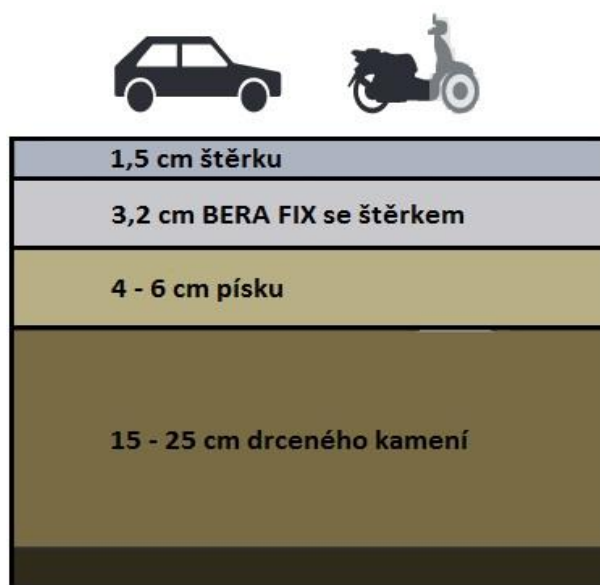 1,5 cm štěrku
3,2 cm BERA FIX se štěrkem
4 - 6 cm písku
15 - 25 cm drceného kamení